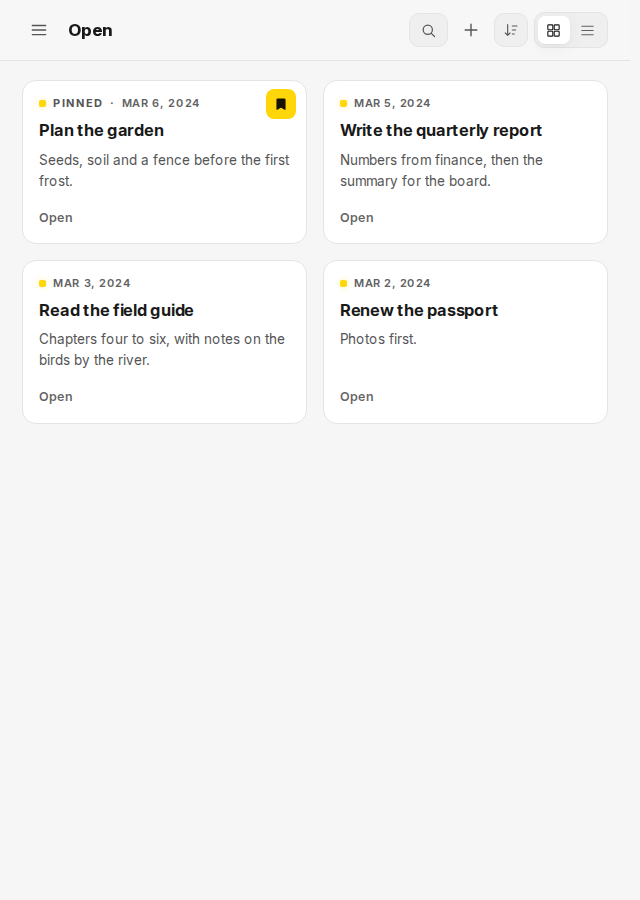 Open
PINNED · MAR 6, 2024
Plan the garden
Seeds, soil and a fence before the first
frost.
Open
MAR 5, 2024
Write the quarterly report
Numbers from finance, then the
summary for the board.
Open
MAR 3, 2024
Read the field guide
Chapters four to six, with notes on the
birds by the river.
Open
MAR 2, 2024
Renew the passport
Photos first.
Open